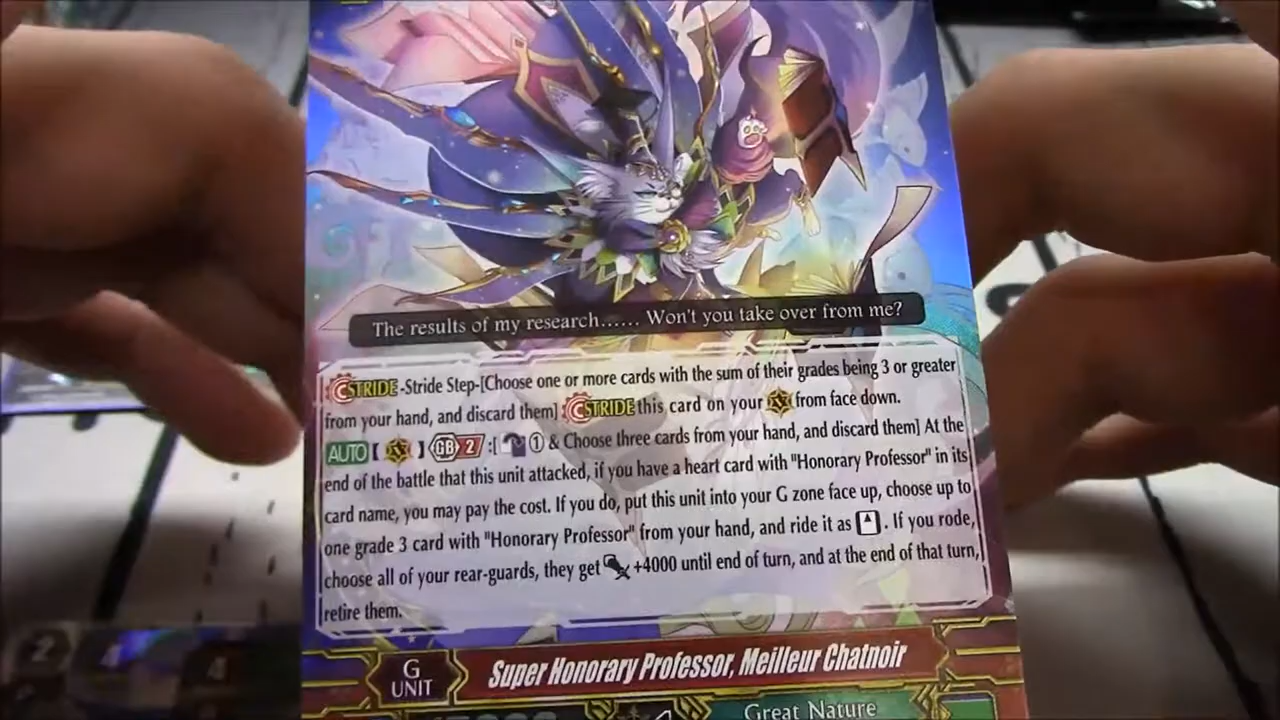 The results of my research...... Won't you take over from me?
STRIDE -Stride Step-[Choose one or more cards with the sum of their grades being 3 or greater
from your hand, and discard them] : STRIDE this card on your from face down.
AUTO【 】GB 2 :[ ① & Choose three cards from your hand, and discard them] At the
end of the battle that this unit attacked, if you have a heart card with "Honorary Professor" in its
card name, you may pay the cost. If you do, put this unit into your G zone face up, choose up to
one grade 3 card with "Honorary Professor" from your hand, and ride it as . If you rode,
choose all of your rear-guards, they get +4000 until end of turn, and at the end of that turn,
retire them.
G
UNIT
Super Honorary Professor, Meilleur Chatnoir
Great Nature
2
4
4